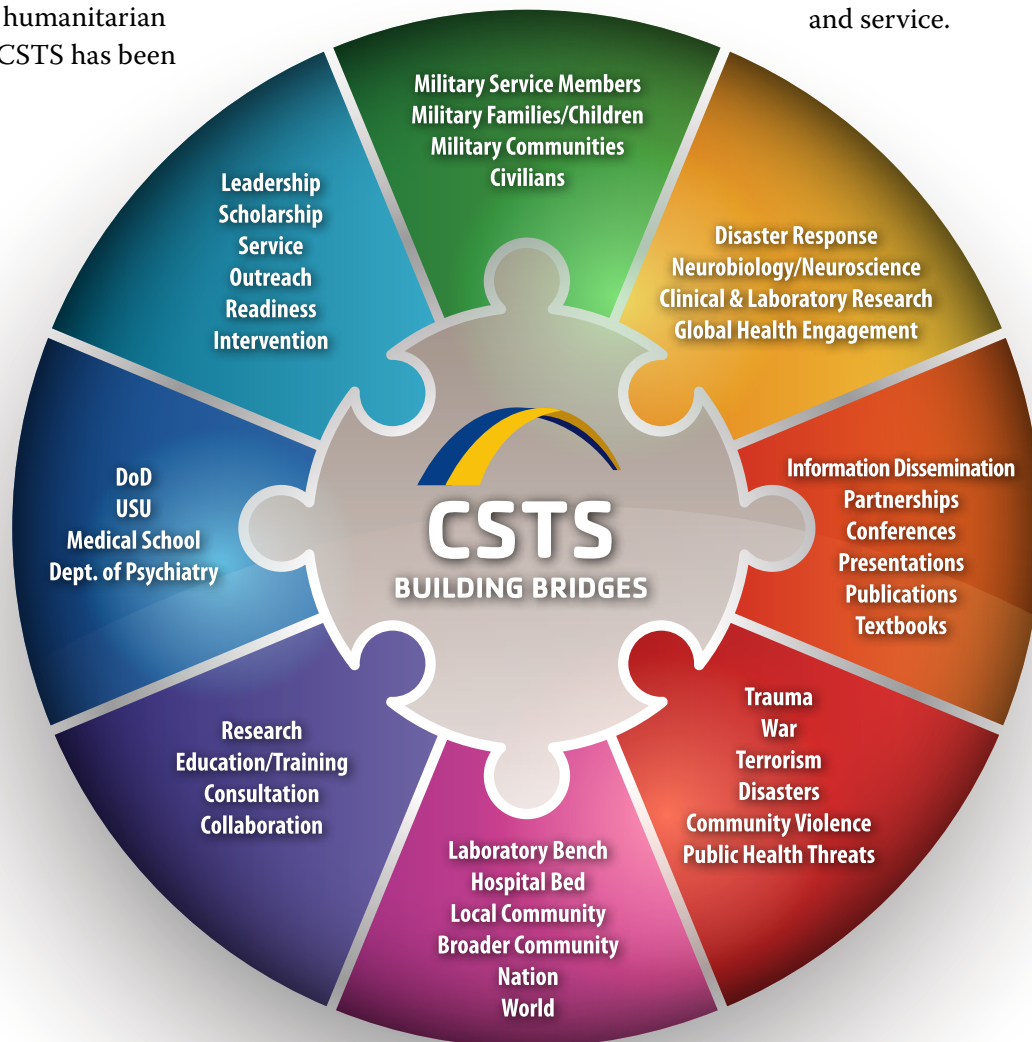 humanitarian
CSTS has been
and service.
Military Service Members
Military Families/Children
Military Communities
Civilians
Disaster Response
Neurobiology/Neuroscience
Clinical & Laboratory Research
Global Health Engagement
Information Dissemination
Partnerships
Conferences
Presentations
Publications
Textbooks
Trauma
War
Terrorism
Disasters
Community Violence
Public Health Threats
Laboratory Bench
Hospital Bed
Local Community
Broader Community
Nation
World
Research
Education/Training
Consultation
Collaboration
DoD
USU
Medical School
Dept. of Psychiatry
Leadership
Scholarship
Service
Outreach
Readiness
Intervention
CSTS
BUILDING BRIDGES